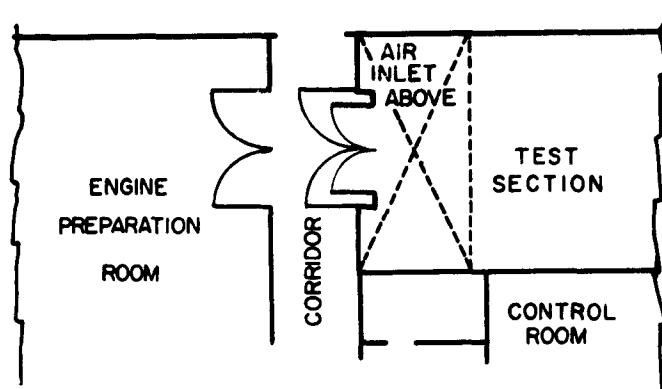 AIR
INLET
ABOVE
TEST
SECTION
ENGINE
PREPARATION
ROOM
CORRIDOR
CONTROL
ROOM